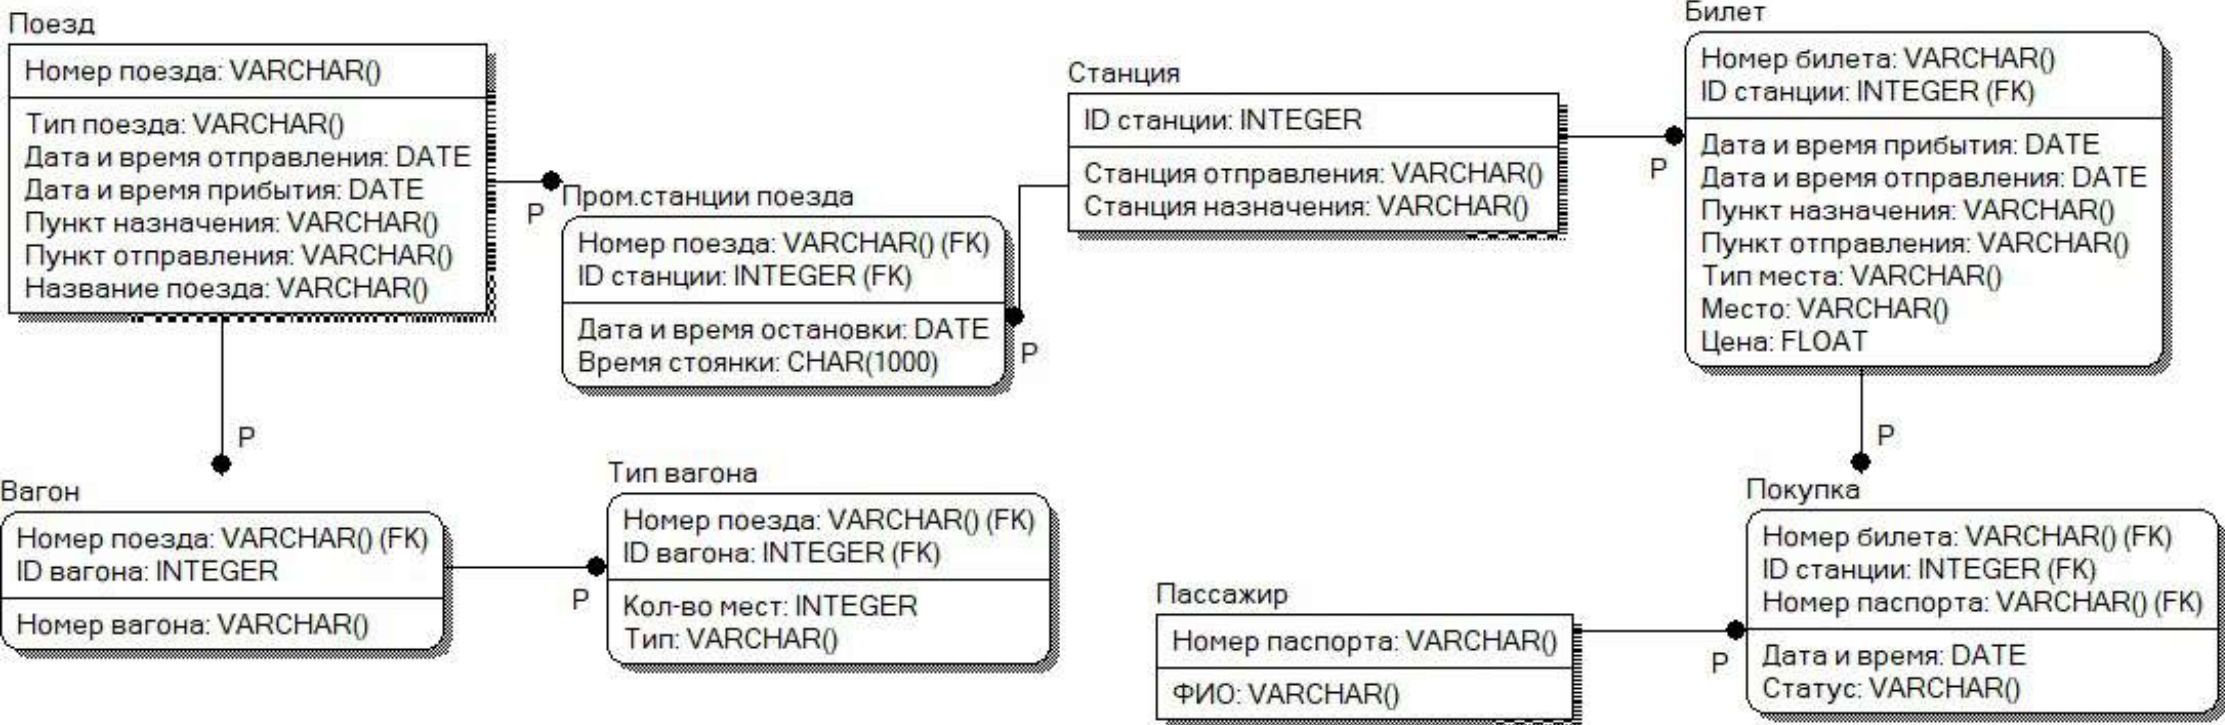 Поезд
Номер поезда: VARCHAR()
Тип поезда: VARCHAR()
Дата и время отправления: DATE
Дата и время прибытия: DATE
Пункт назначения: VARCHAR()
Пункт отправления: VARCHAR()
Название поезда: VARCHAR()
P
P
Пром.станции поезда
Номер поезда: VARCHAR() (FK)
ID станции: INTEGER (FK)
Дата и время остановки: DATE
Время стоянки: CHAR(1000)
P
Станция
ID станции: INTEGER
Станция отправления: VARCHAR()
Станция назначения: VARCHAR()
P
Билет
Номер билета: VARCHAR()
ID станции: INTEGER (FK)
Дата и время прибытия: DATE
Дата и время отправления: DATE
Пункт назначения: VARCHAR()
Пункт отправления: VARCHAR()
Тип места: VARCHAR()
Место: VARCHAR()
Цена: FLOAT
P
Вагон
Номер поезда: VARCHAR() (FK)
ID вагона: INTEGER
Номер вагона: VARCHAR()
P
Тип вагона
Номер поезда: VARCHAR() (FK)
ID вагона: INTEGER (FK)
Кол-во мест: INTEGER
Тип: VARCHAR()
Пассажир
Номер паспорта: VARCHAR()
ФИО: VARCHAR()
P
Покупка
Номер билета: VARCHAR() (FK)
ID станции: INTEGER (FK)
Номер паспорта: VARCHAR() (FK)
Дата и время: DATE
Статус: VARCHAR()